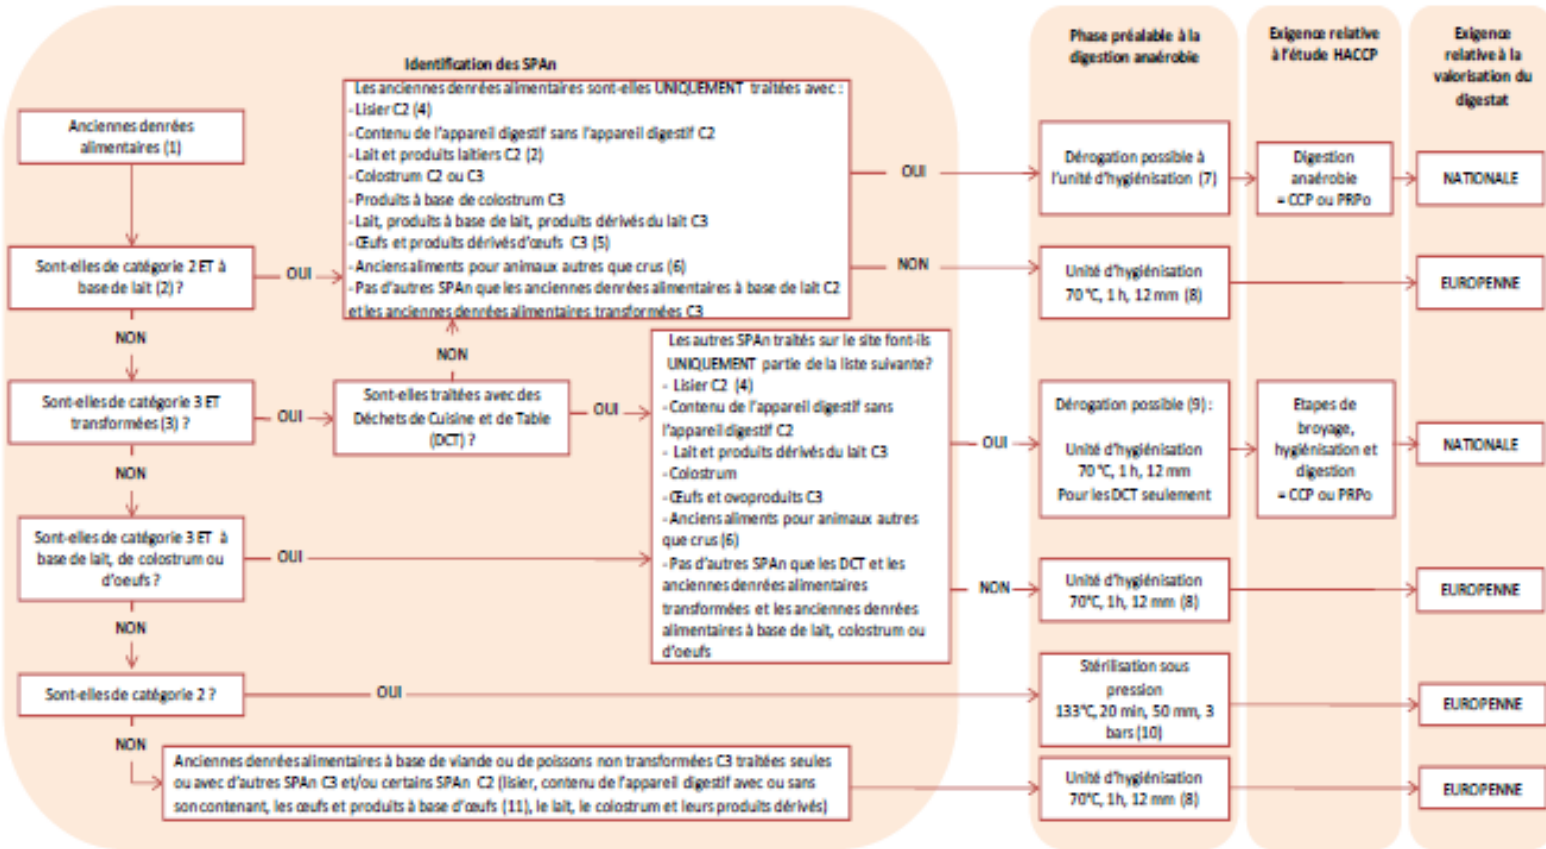 Identification des SPAn
Phase préalable à la
digestion anaérobie
Exigence relative
à l'étude HACCP
Exigence
relative à la
valorisation du
digestat
Anciennes denrées
alimentaires (1)
Les anciennes denrées alimentaires sont-elles UNIQUEMENT traitées avec :
- Lisier C2 (4)
- Contenu de l'appareil digestif sans l'appareil digestif C2
- Lait et produits laitiers C2 (2)
- Colostrum C2 ou C3
- Produits à base de colostrum C3
- Lait, produits à base de lait, produits dérivés du lait C3
- Œufs et produits dérivés d'œufs C3 (5)
- Anciens aliments pour animaux autres que crus (6)
- Pas d'autres SPAn que les anciennes denrées alimentaires à base de lait C2
et les anciennes denrées alimentaires transformées C3
OUI
Dérogation possible à
l'unité d'hygiénisation (7)
Digestion
anaérobie
= CCP ou PRPo
NATIONALE
Sont-elles de catégorie 2 ET à
base de lait (2) ?
OUI
NON
Unité d'hygiénisation
70 °C, 1 h, 12 mm (8)
EUROPENNE
NON
NON
Sont-elles de catégorie 3 ET
transformées (3) ?
OUI
Sont-elles traitées avec des
Déchets de Cuisine et de Table
(DCT) ?
OUI
Les autres SPAn traités sur le site font-ils
UNIQUEMENT partie de la liste suivante?
- Lisier C2 (4)
- Contenu de l'appareil digestif sans
l'appareil digestif C2
- Lait et produits dérivés du lait C3
- Colostrum
- Œufs et ovoproduits C3
- Anciens aliments pour animaux autres
que crus (6)
- Pas d'autres SPAn que les DCT et les
anciennes denrées alimentaires
transformées et les anciennes denrées
alimentaires à base de lait, colostrum ou
d'oeufs
OUI
Dérogation possible (9) :
Unité d'hygiénisation
70 °C, 1 h, 12 mm
Pour les DCT seulement
Etapes de
broyage,
hygiénisation et
digestion
= CCP ou PRPo
NATIONALE
NON
Sont-elles de catégorie 3 ET à
base de lait, de colostrum ou
d'oeufs ?
OUI
NON
Unité d'hygiénisation
70°C, 1h, 12 mm (8)
EUROPENNE
NON
Sont-elles de catégorie 2 ?
OUI
Stérilisation sous
pression
133°C, 20 min, 50 mm, 3
bars (10)
EUROPENNE
NON
Anciennes denrées alimentaires à base de viande ou de poissons non transformées C3 traitées seules
ou avec d'autres SPAn C3 et/ou certains SPAn C2 (lisier, contenu de l'appareil digestif avec ou sans
son contenant, les œufs et produits à base d'œufs (11), le lait, le colostrum et leurs produits dérivés)
Unité d'hygiénisation
70°C, 1h, 12 mm (8)
EUROPENNE